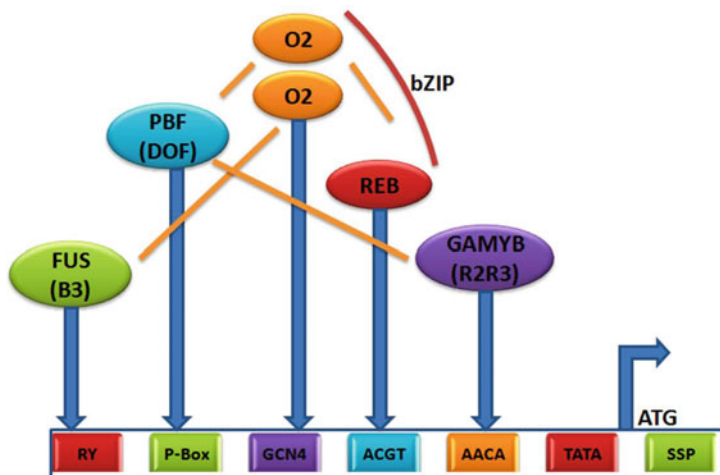 O2
bZIP
O2
PBF
(DOF)
REB
GAMYB
(R2R3)
FUS
(B3)
ATG
RY
P-Box
GCN4
ACGT
AACA
TATA
SSP